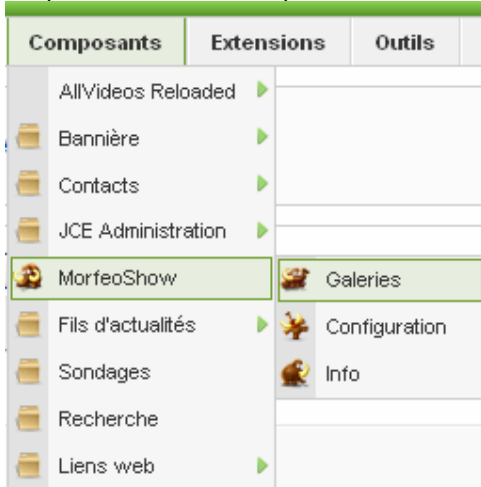 Composants Extensions Outils
AllVideos Reloaded
Bannière
Contacts
JCE Administration
MorfeoShow
Galeries
Fils d'actualités
Configuration
Sondages
Info
Recherche
Liens web